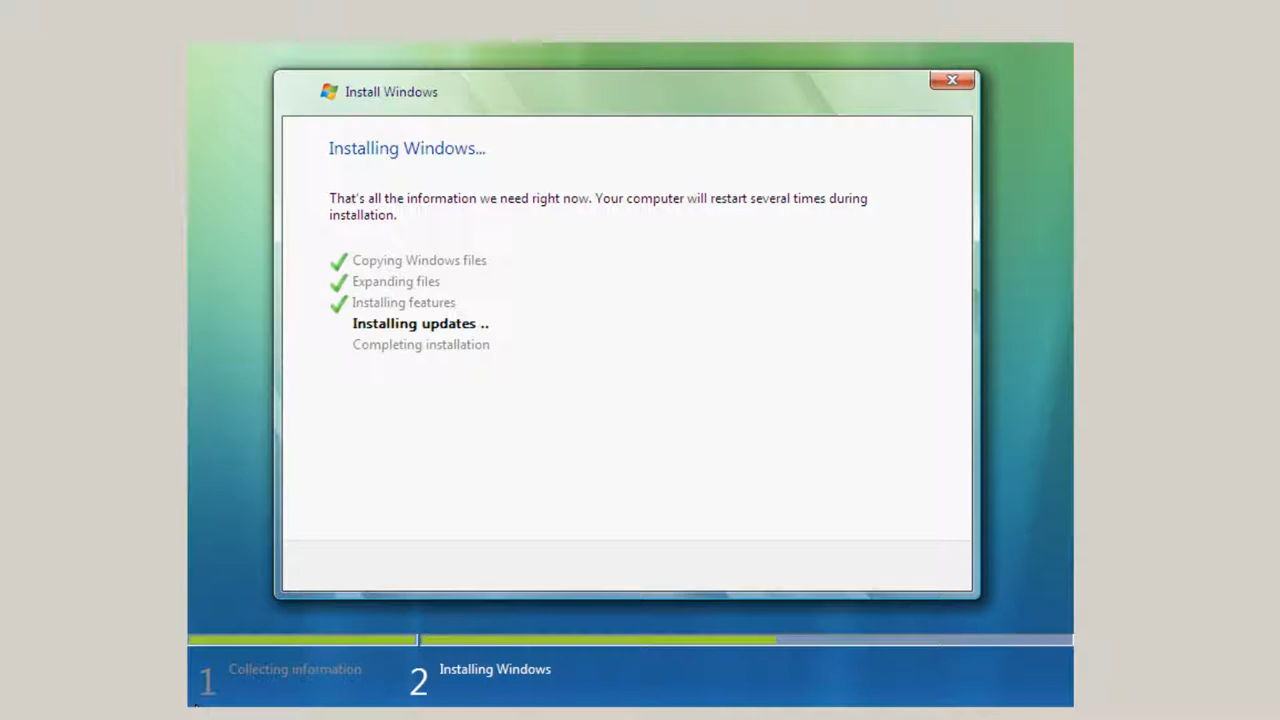 Install Windows
Installing Windows...
That's all the information we need right now. Your computer will restart several times during
installation.
Copying Windows files
Expanding files
Installing features
Installing updates ..
Completing installation
1 Collecting information
2 Installing Windows